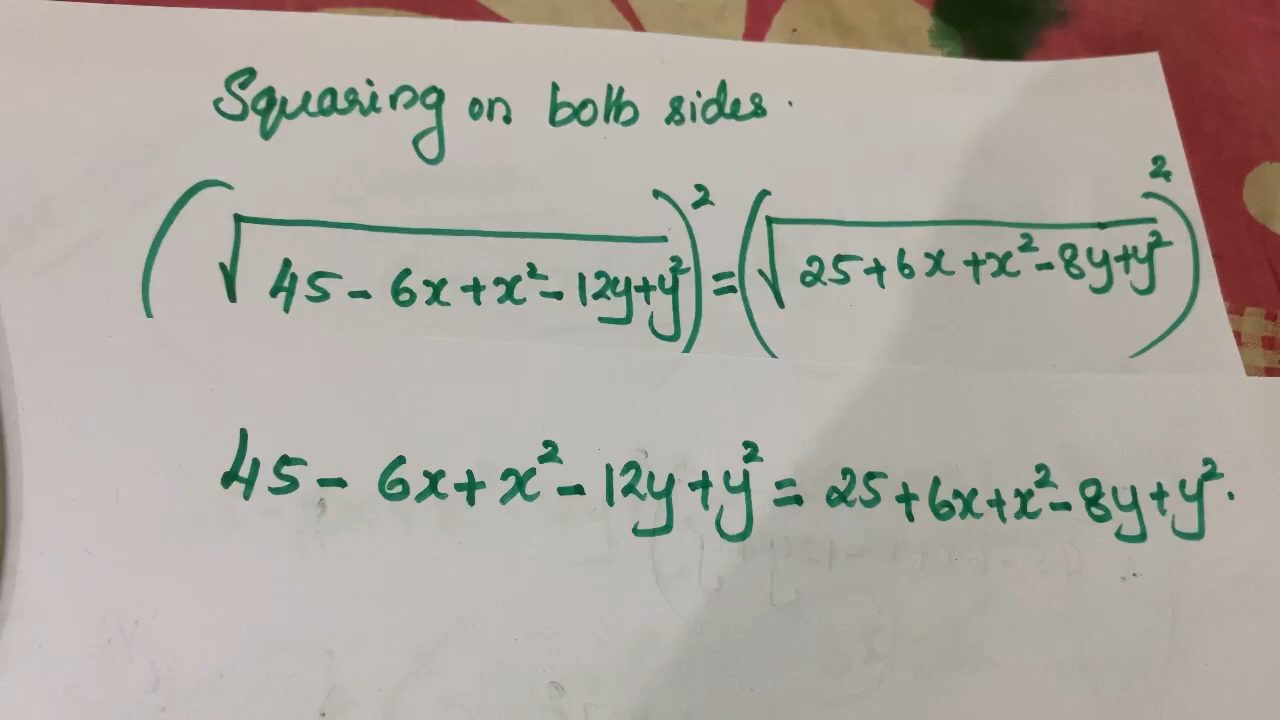 Squaring on both sides.
(√45 - 6x + x² - 12y + y²)² = (√25 + 6x + x² - 8y + y²)²
45 - 6x + x² - 12y + y² = 25 + 6x + x² - 8y + y².